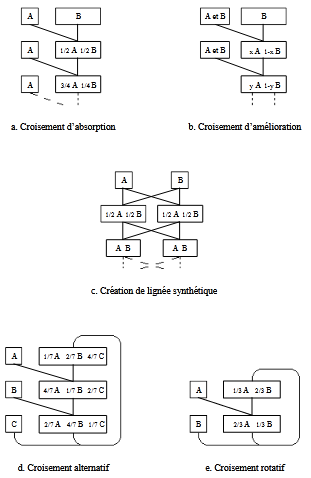 A B
A 1/2 A 1/2 B
A 3/4 A 1/4 B
a. Croisement d'absorption
A et B B
A et B x A 1-x B
y A 1-y B
b. Croisement d'amélioration
A B
1/2 A 1/2 B 1/2 A 1/2 B
A B A B
c. Création de lignée synthétique
A 1/7 A 2/7 B 4/7 C
B 4/7 A 1/7 B 2/7 C
C 2/7 A 4/7 B 1/7 C
d. Croisement alternatif
A 1/3 A 2/3 B
B 2/3 A 1/3 B
e. Croisement rotatif